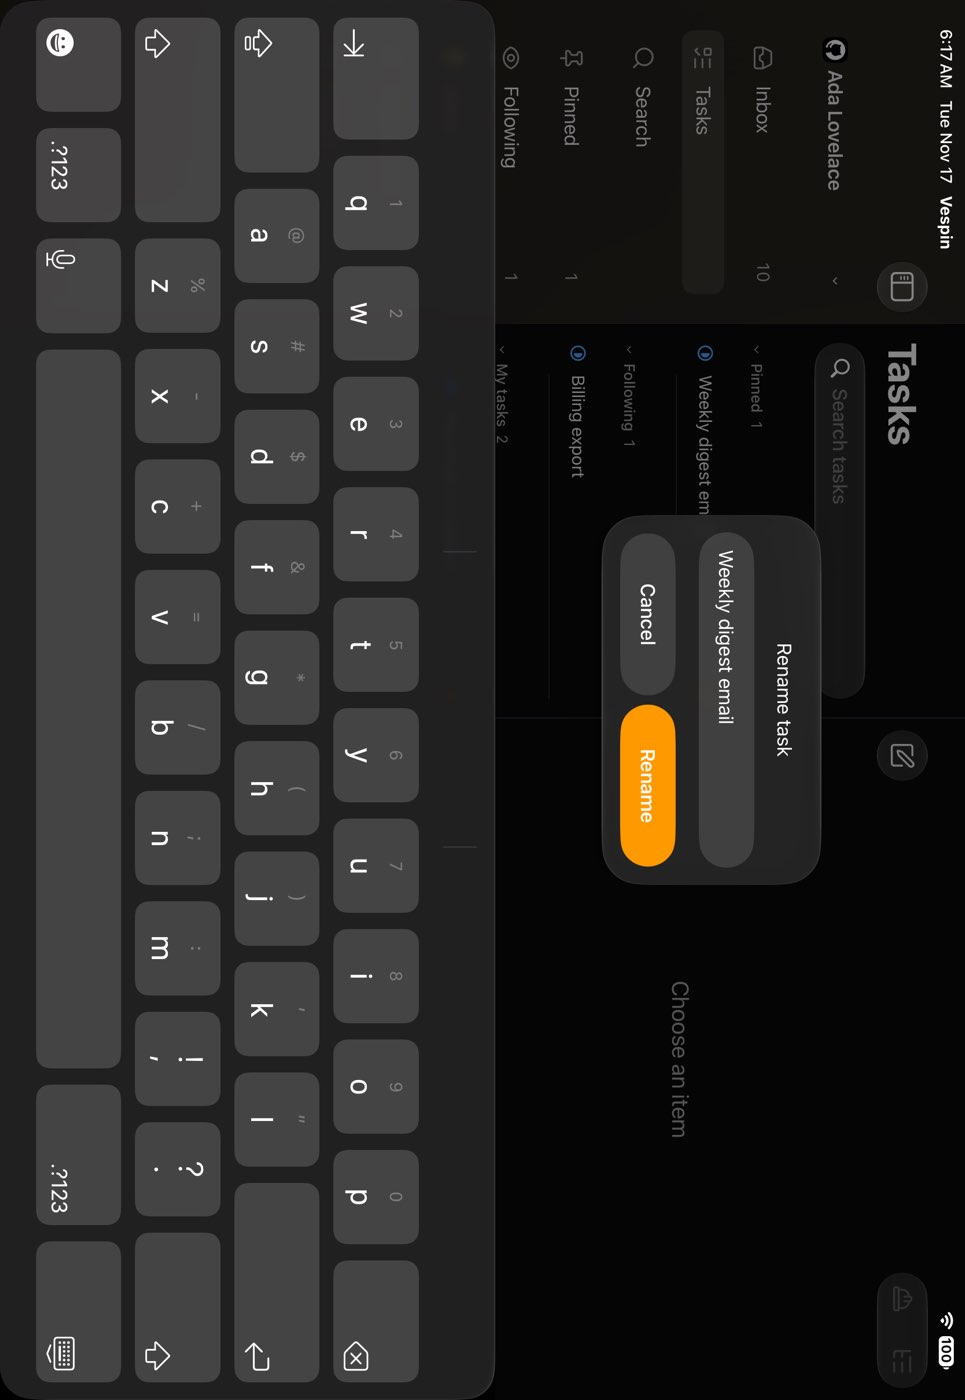 6:17 AM Tue Nov 17 Vespin
100
Tasks
Ada Lovelace
Search tasks
Inbox 10
Tasks
Search
Pinned 1
Following 1
Pinned 1
Weekly digest em
Following 1
Billing export
My tasks 2
Rename task
Weekly digest email
Cancel
Rename
Choose an item
1 2 3 4 5 6 7 8 9 0
q w e r t y u i o p
@ # $ & * ( ) ' "
a s d f g h j k l
% - + = / ; : ! ?
z x c v b n m , .
.?123 .?123